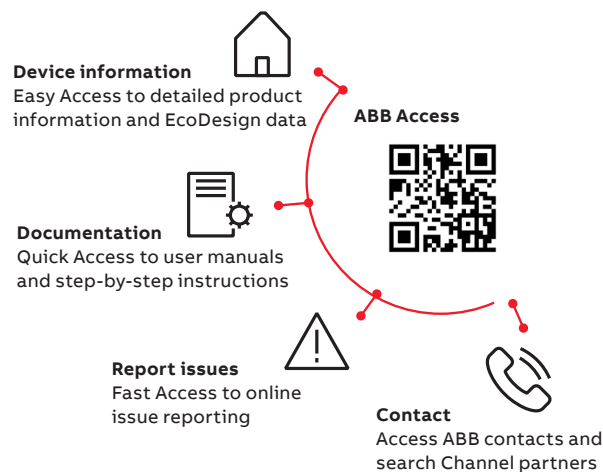 Device information
Easy Access to detailed product
information and EcoDesign data
ABB Access
Documentation
Quick Access to user manuals
and step-by-step instructions
Report issues
Fast Access to online
issue reporting
Contact
Access ABB contacts and
search Channel partners